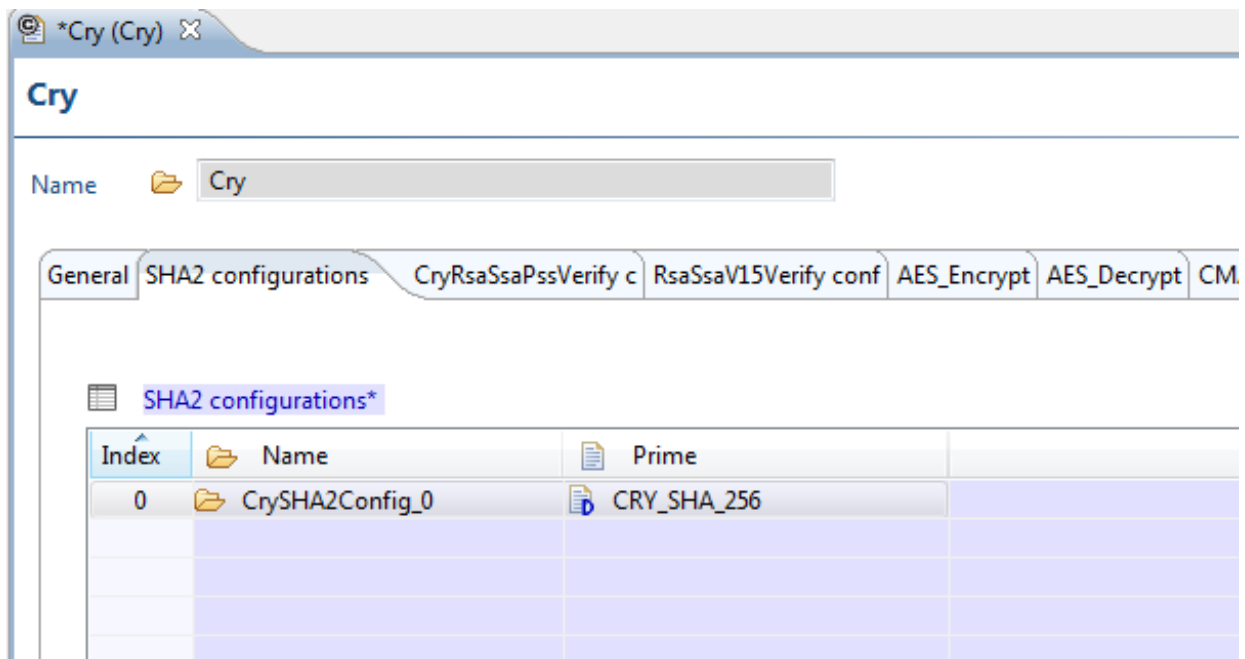 *Cry (Cry)
Cry
Name Cry
General SHA2 configurations CryRsaSsaPssVerify c RsaSsaV15Verify conf AES_Encrypt AES_Decrypt CM
SHA2 configurations*
Index Name Prime
0 CrySHA2Config_0 CRY_SHA_256